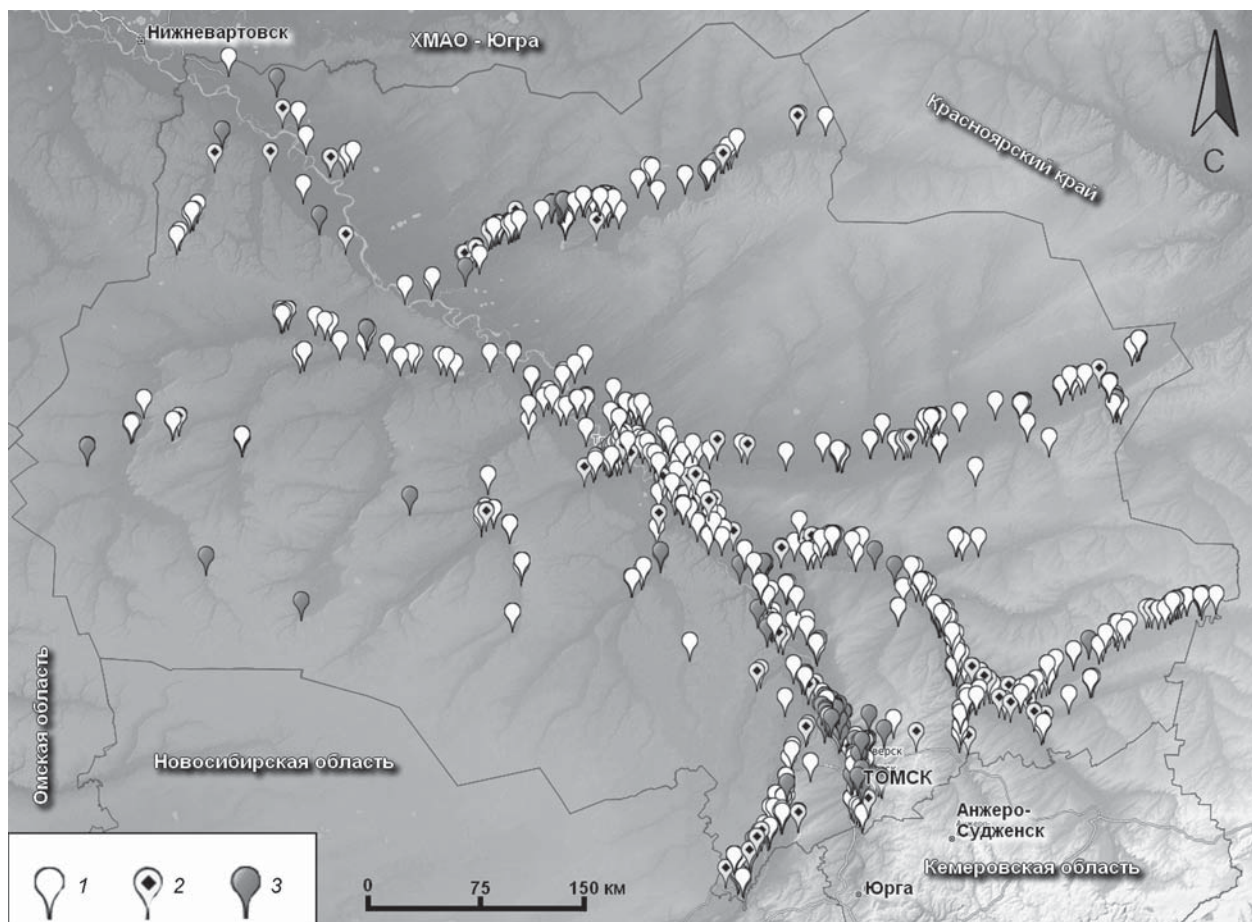 Нижневартовск
ХМАО - Югра
Красноярский край
С
верск
ТОМСК
Анжеро-
Судженск
Кемеровская область
Юрга
Омская область
Новосибирская область
1
2
3
0
75
150 км